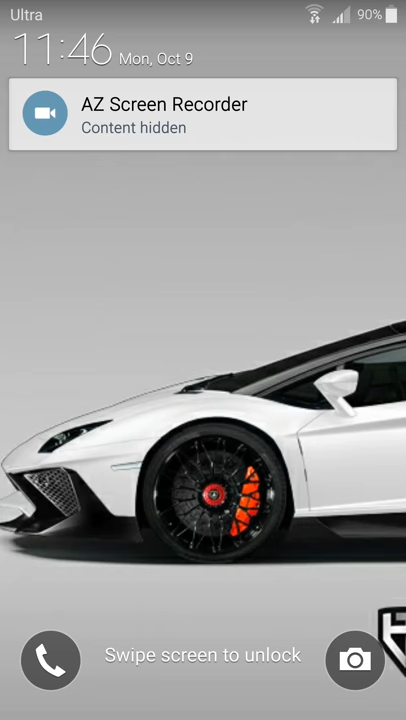 Ultra
90%
11:46 Mon, Oct 9
AZ Screen Recorder
Content hidden
Swipe screen to unlock